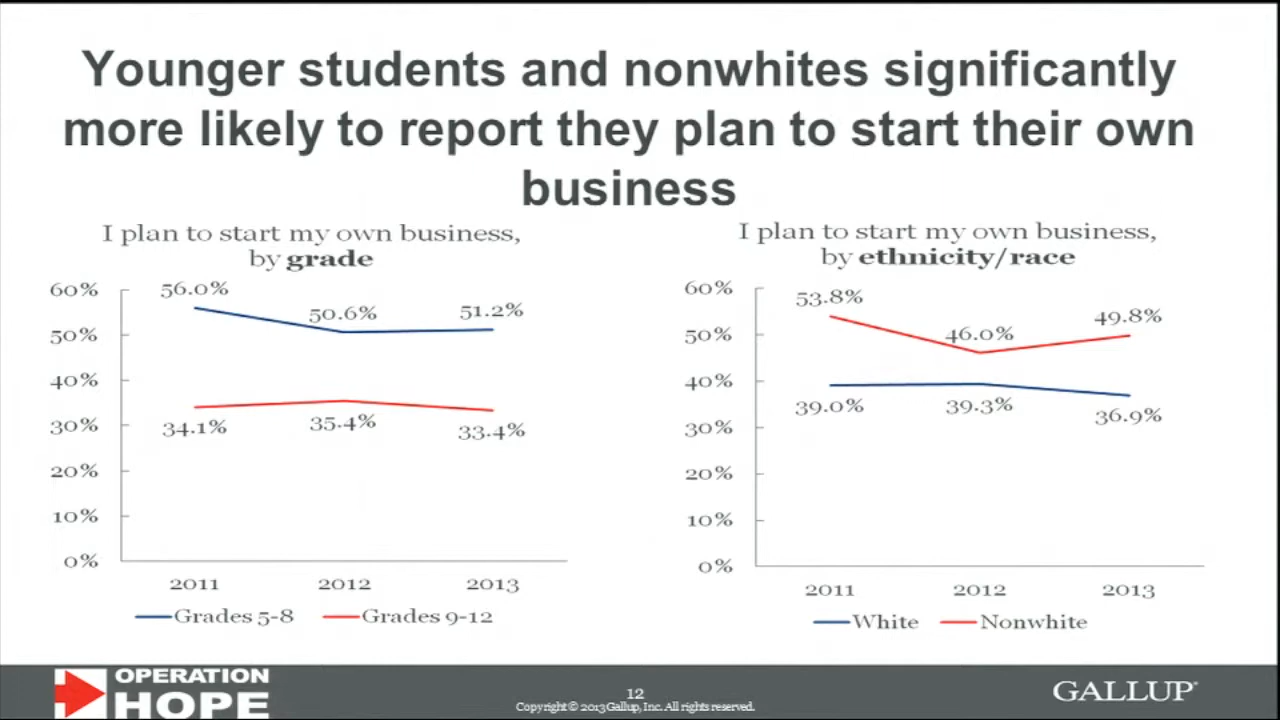 Younger students and nonwhites significantly
more likely to report they plan to start their own
business
I plan to start my own business,
by grade
60%
50%
40%
30%
20%
10%
0%
56.0%
50.6%
51.2%
34.1%
35.4%
33.4%
2011
2012
2013
Grades 5-8
Grades 9-12
I plan to start my own business,
by ethnicity/race
60%
50%
40%
30%
20%
10%
0%
53.8%
46.0%
49.8%
39.0%
39.3%
36.9%
2011
2012
2013
White
Nonwhite
OPERATION
HOPE
12
Copyright © 2013 Gallup, Inc. All rights reserved.
GALLUP®